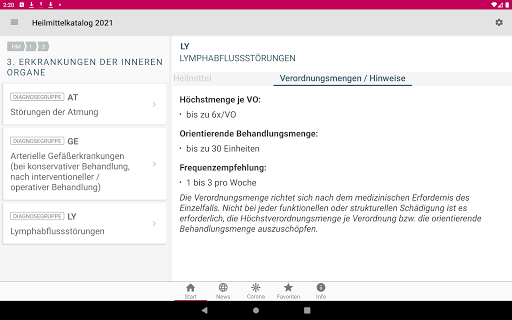 2:20
Heilmittelkatalog 2021
HM I 3
3. ERKRANKUNGEN DER INNEREN
ORGANE
DIAGNOSEGRUPPE AT
Störungen der Atmung
DIAGNOSEGRUPPE GE
Arterielle Gefäßerkrankungen
(bei konservativer Behandlung,
nach interventioneller /
operativer Behandlung)
DIAGNOSEGRUPPE LY
Lymphabflussstörungen
LY
LYMPHABFLUSSSTÖRUNGEN
Heilmittel
Verordnungsmengen / Hinweise
Höchstmenge je VO:
• bis zu 6x/VO
Orientierende Behandlungsmenge:
• bis zu 30 Einheiten
Frequenzempfehlung:
• 1 bis 3 pro Woche
Die Verordnungsmenge richtet sich nach dem medizinischen Erfordernis des
Einzelfalls. Nicht bei jeder funktionellen oder strukturellen Schädigung ist es
erforderlich, die Höchstverordnungsmenge je Verordnung bzw. die orientierende
Behandlungsmenge auszuschöpfen.
Start
News
Corona
Favoriten
Info